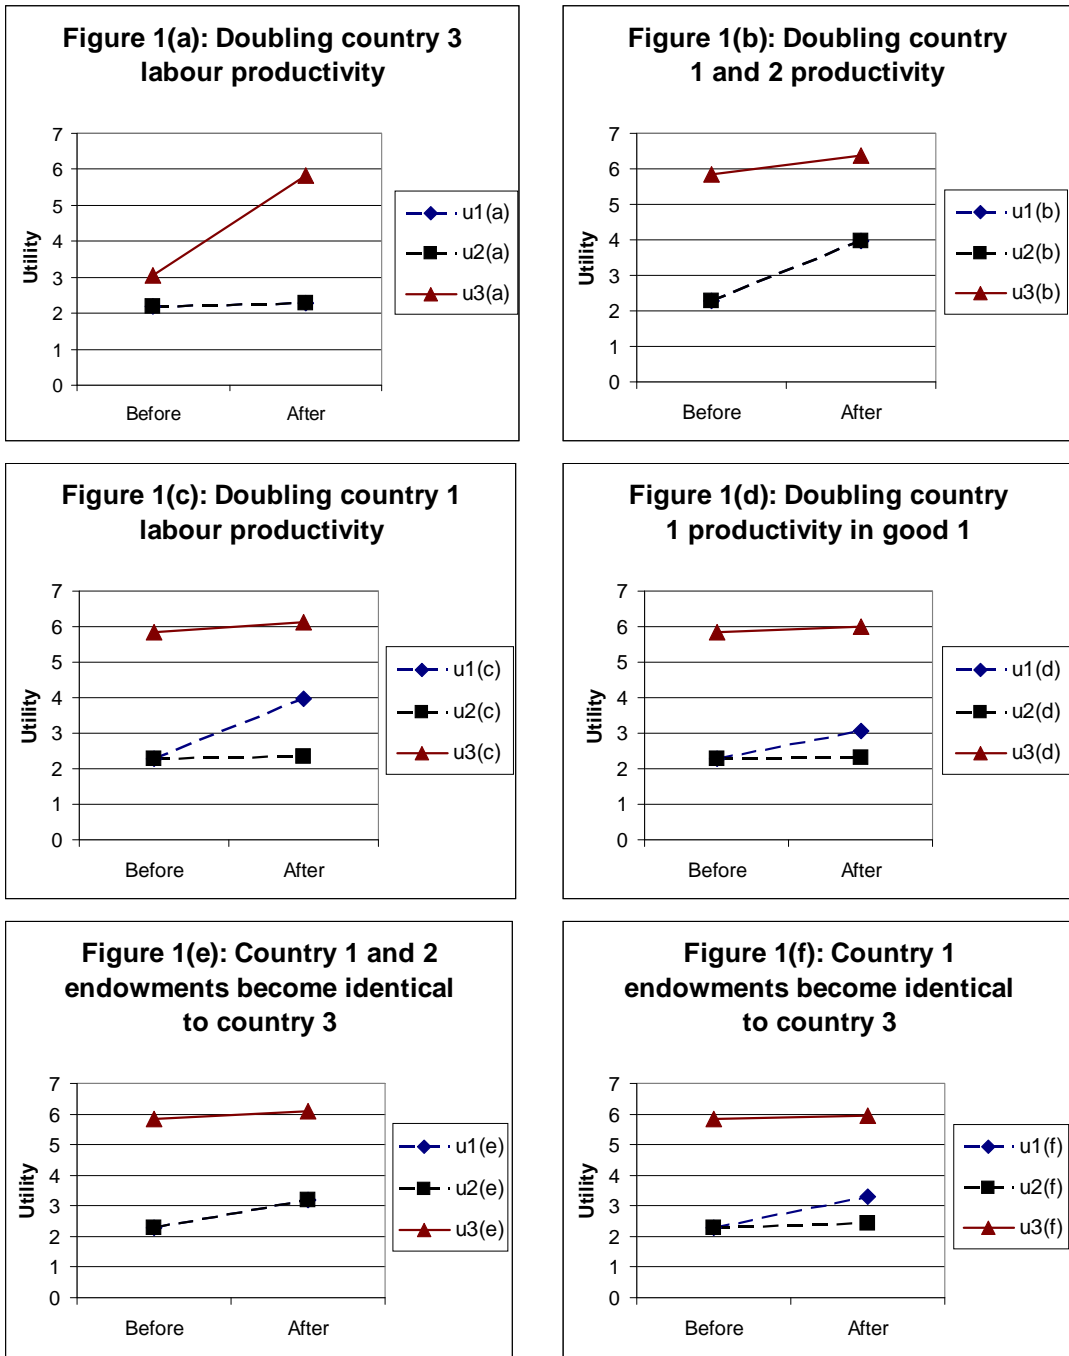 Figure 1(a): Doubling country 3
labour productivity
7
6
5
4
3
2
1
0
Utility
Before
After
u1(a)
u2(a)
u3(a)
Figure 1(b): Doubling country
1 and 2 productivity
7
6
5
4
3
2
1
0
Utility
Before
After
u1(b)
u2(b)
u3(b)
Figure 1(c): Doubling country 1
labour productivity
7
6
5
4
3
2
1
0
Utility
Before
After
u1(c)
u2(c)
u3(c)
Figure 1(d): Doubling country
1 productivity in good 1
7
6
5
4
3
2
1
0
Utility
Before
After
u1(d)
u2(d)
u3(d)
Figure 1(e): Country 1 and 2
endowments become identical
to country 3
7
6
5
4
3
2
1
0
Utility
Before
After
u1(e)
u2(e)
u3(e)
Figure 1(f): Country 1
endowments become identical
to country 3
7
6
5
4
3
2
1
0
Utility
Before
After
u1(f)
u2(f)
u3(f)